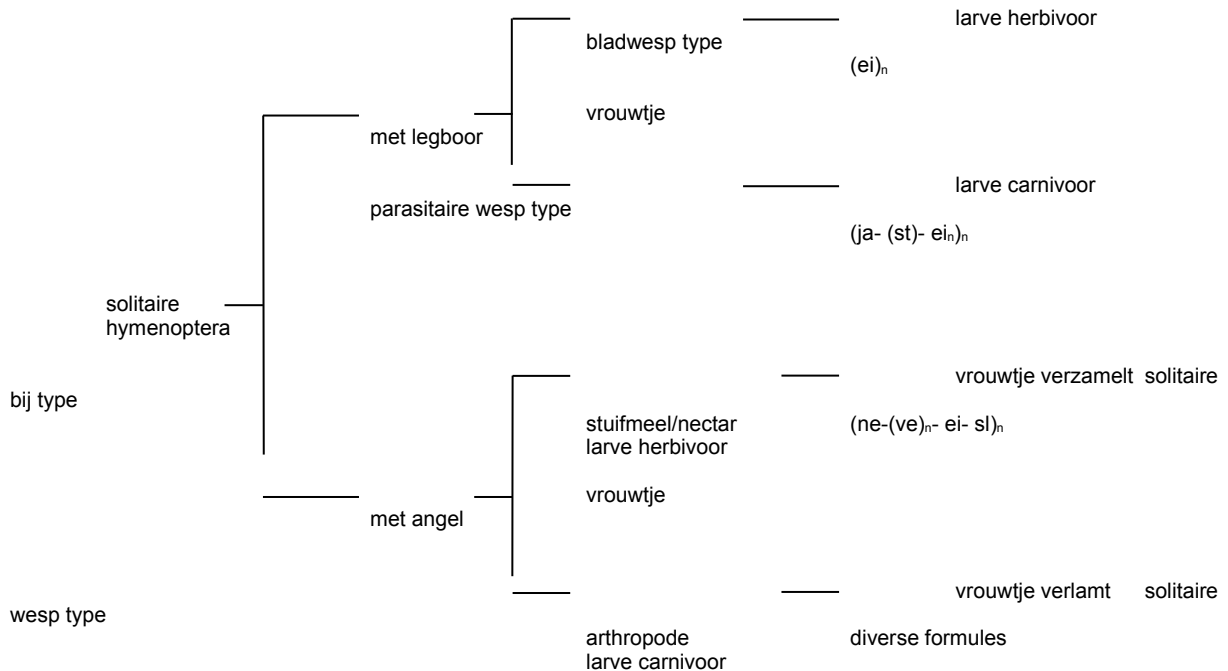 larve herbivoor
bladwesp type
(ei)n
vrouwtje
met legboor
larve carnivoor
parasitaire wesp type
(ja- (st)- ein)n
solitaire
hymenoptera
vrouwtje verzamelt solitaire
bij type
stuifmeel/nectar (ne-(ve)n- ei- sl)n
larve herbivoor
vrouwtje
met angel
vrouwtje verlamt solitaire
wesp type
arthropode diverse formules
larve carnivoor